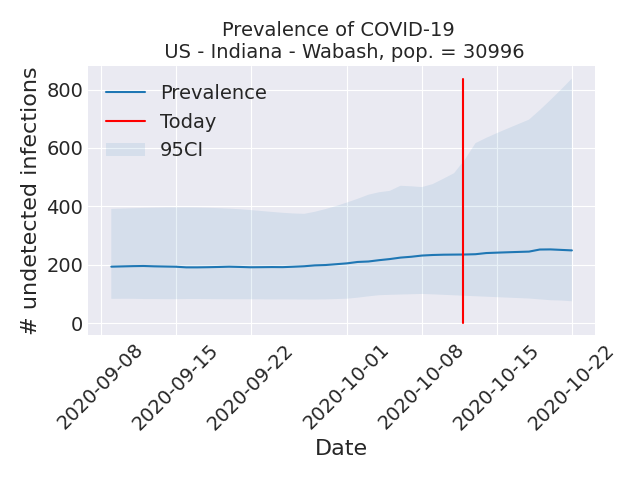 Prevalence of COVID-19
US - Indiana - Wabash, pop. = 30996
# undetected infections
800
600
400
200
0
Prevalence
Today
95CI
2020-09-08
2020-09-15
2020-09-22
2020-10-01
2020-10-08
2020-10-15
2020-10-22
Date